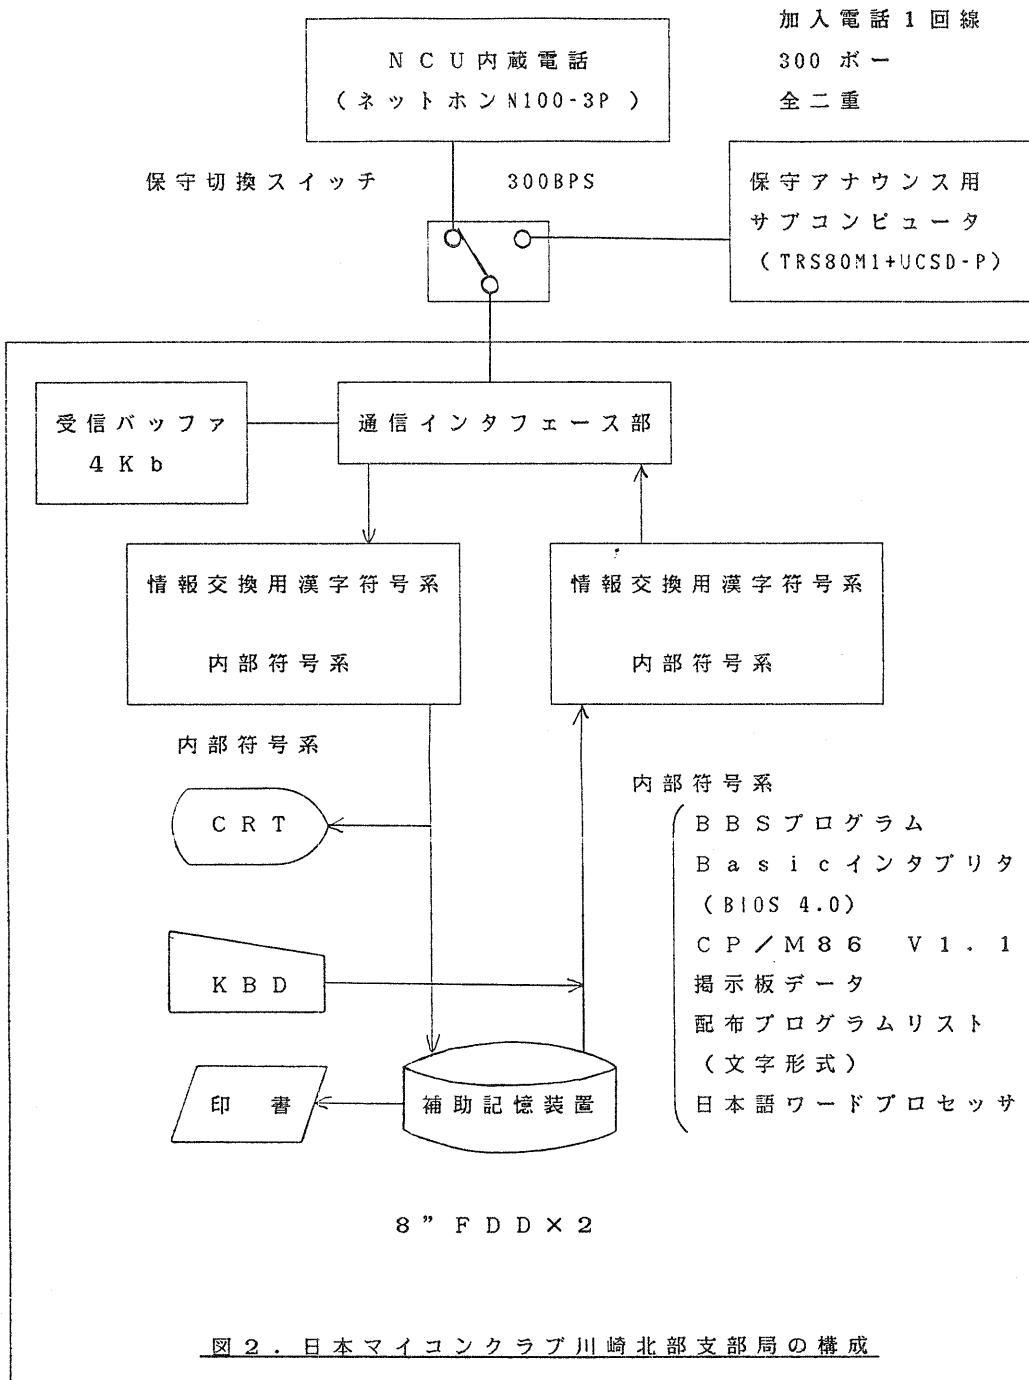 加入電話1回線
300 ボー
全二重
NCU内蔵電話
(ネットホンN100-3P )
保守切換スイッチ
300BPS
保守アナウンス用
サブコンピュータ
(TRS80M1+UCSD-P)
受信バッファ
4Kb
通信インタフェース部
情報交換用漢字符号系
内部符号系
情報交換用漢字符号系
内部符号系
内部符号系
CRT
KBD
印 書
補助記憶装置
内部符号系
BBSプログラム
Basicインタプリタ
(BIOS 4.0)
CP/M86 V1.1
掲示板データ
配布プログラムリスト
(文字形式)
日本語ワードプロセッサ
8”FDD×2
図2.日本マイコンクラブ川崎北部支部局の構成